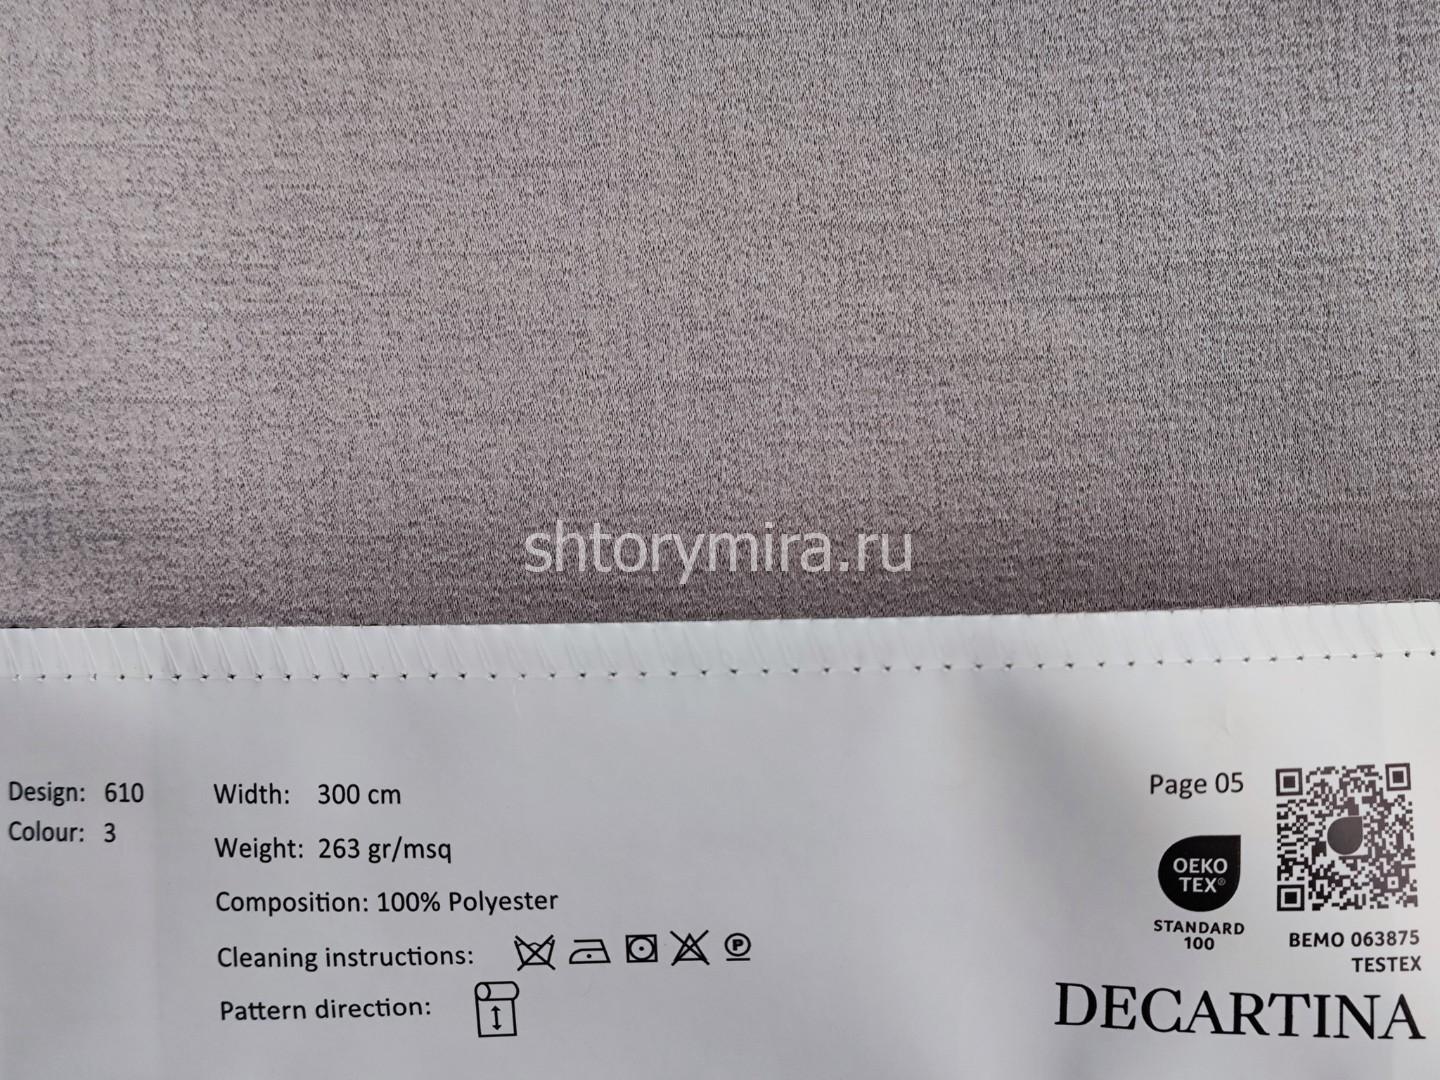 shtorymira.ru
Design: 610
Colour: 3
Width: 300 cm
Weight: 263 gr/msq
Composition: 100% Polyester
Cleaning instructions: P
Pattern direction:
Page 05
OEKO
TEX®
STANDARD
100
BEMO 063875
TESTEX
DECARTINA